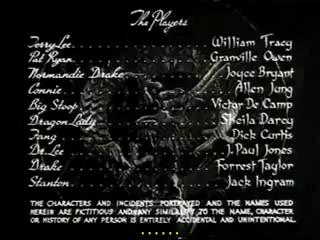 The Players
Terry Lee William Tracy
Pat Ryan Granville Owen
Normandie Drake Joyce Bryant
Connie Allen Jung
Big Stoop Victor De Camp
Dragon Lady Sheila Darcy
Fang Dick Curtis
Dr. Lee J. Paul Jones
Drake Forrest Taylor
Stanton Jack Ingram
THE CHARACTERS AND INCIDENTS PORTRAYED AND THE NAMES USED
HEREIN ARE FICTITIOUS AND ANY SIMILARITY TO THE NAME, CHARACTER
OR HISTORY OF ANY PERSON IS ENTIRELY ACCIDENTAL AND UNINTENTIONAL.